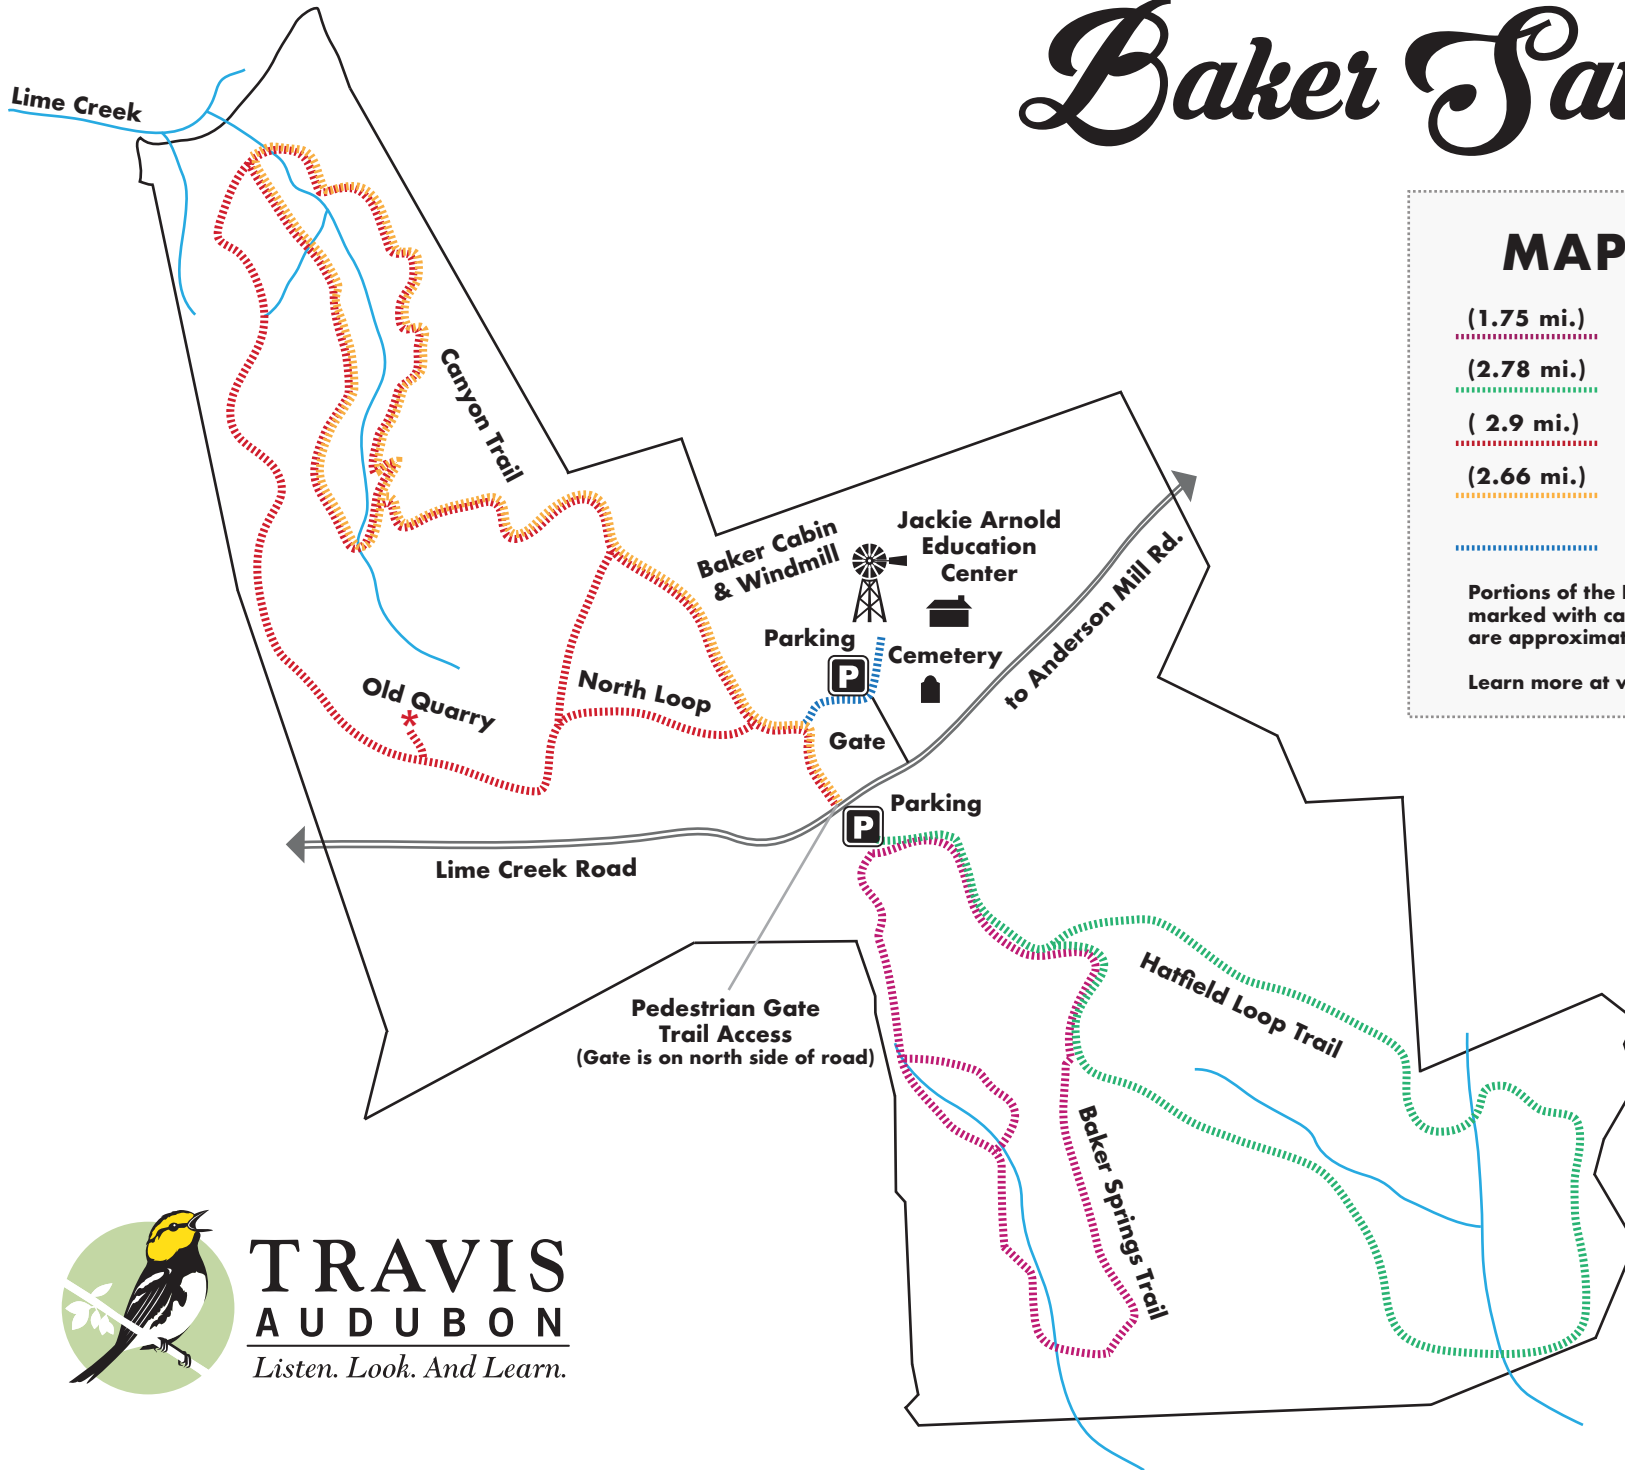 Baker Sa
Lime Creek
MAP
(1.75 mi.)
(2.78 mi.)
( 2.9 mi.)
(2.66 mi.)
Portions of the
marked with ca
are approximat
Learn more at v
Canyon Trail
Baker Cabin
& Windmill
Jackie Arnold
Education
Center
to Anderson Mill Rd.
Parking
P
Cemetery
Old Quarry
*
North Loop
Gate
Parking
P
Lime Creek Road
Pedestrian Gate
Trail Access
(Gate is on north side of road)
Hatfield Loop Trail
Baker Springs Trail
TRAVIS
AUDUBON
Listen. Look. And Learn.